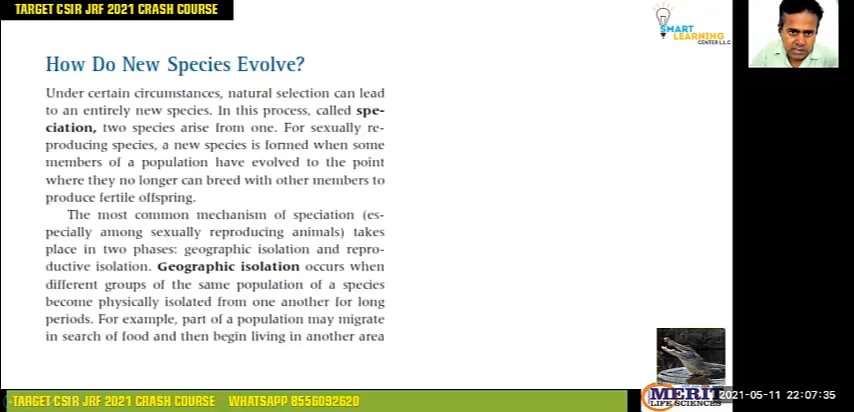 TARGET CSIR JRF 2021 CRASH COURSE
SMART
LEARNING
CENTER L.L.C
How Do New Species Evolve?
Under certain circumstances, natural selection can lead
to an entirely new species. In this process, called spe-
ciation, two species arise from one. For sexually re-
producing species, a new species is formed when some
members of a population have evolved to the point
where they no longer can breed with other members to
produce fertile offspring.
The most common mechanism of speciation (es-
pecially among sexually reproducing animals) takes
place in two phases: geographic isolation and repro-
ductive isolation. Geographic isolation occurs when
different groups of the same population of a species
become physically isolated from one another for long
periods. For example, part of a population may migrate
in search of food and then begin living in another area
MERIT
LIFE SCIENCES
2021-05-11 22:07:35
TARGET CSIR JRF 2021 CRASH COURSE WHATSAPP 8556092620